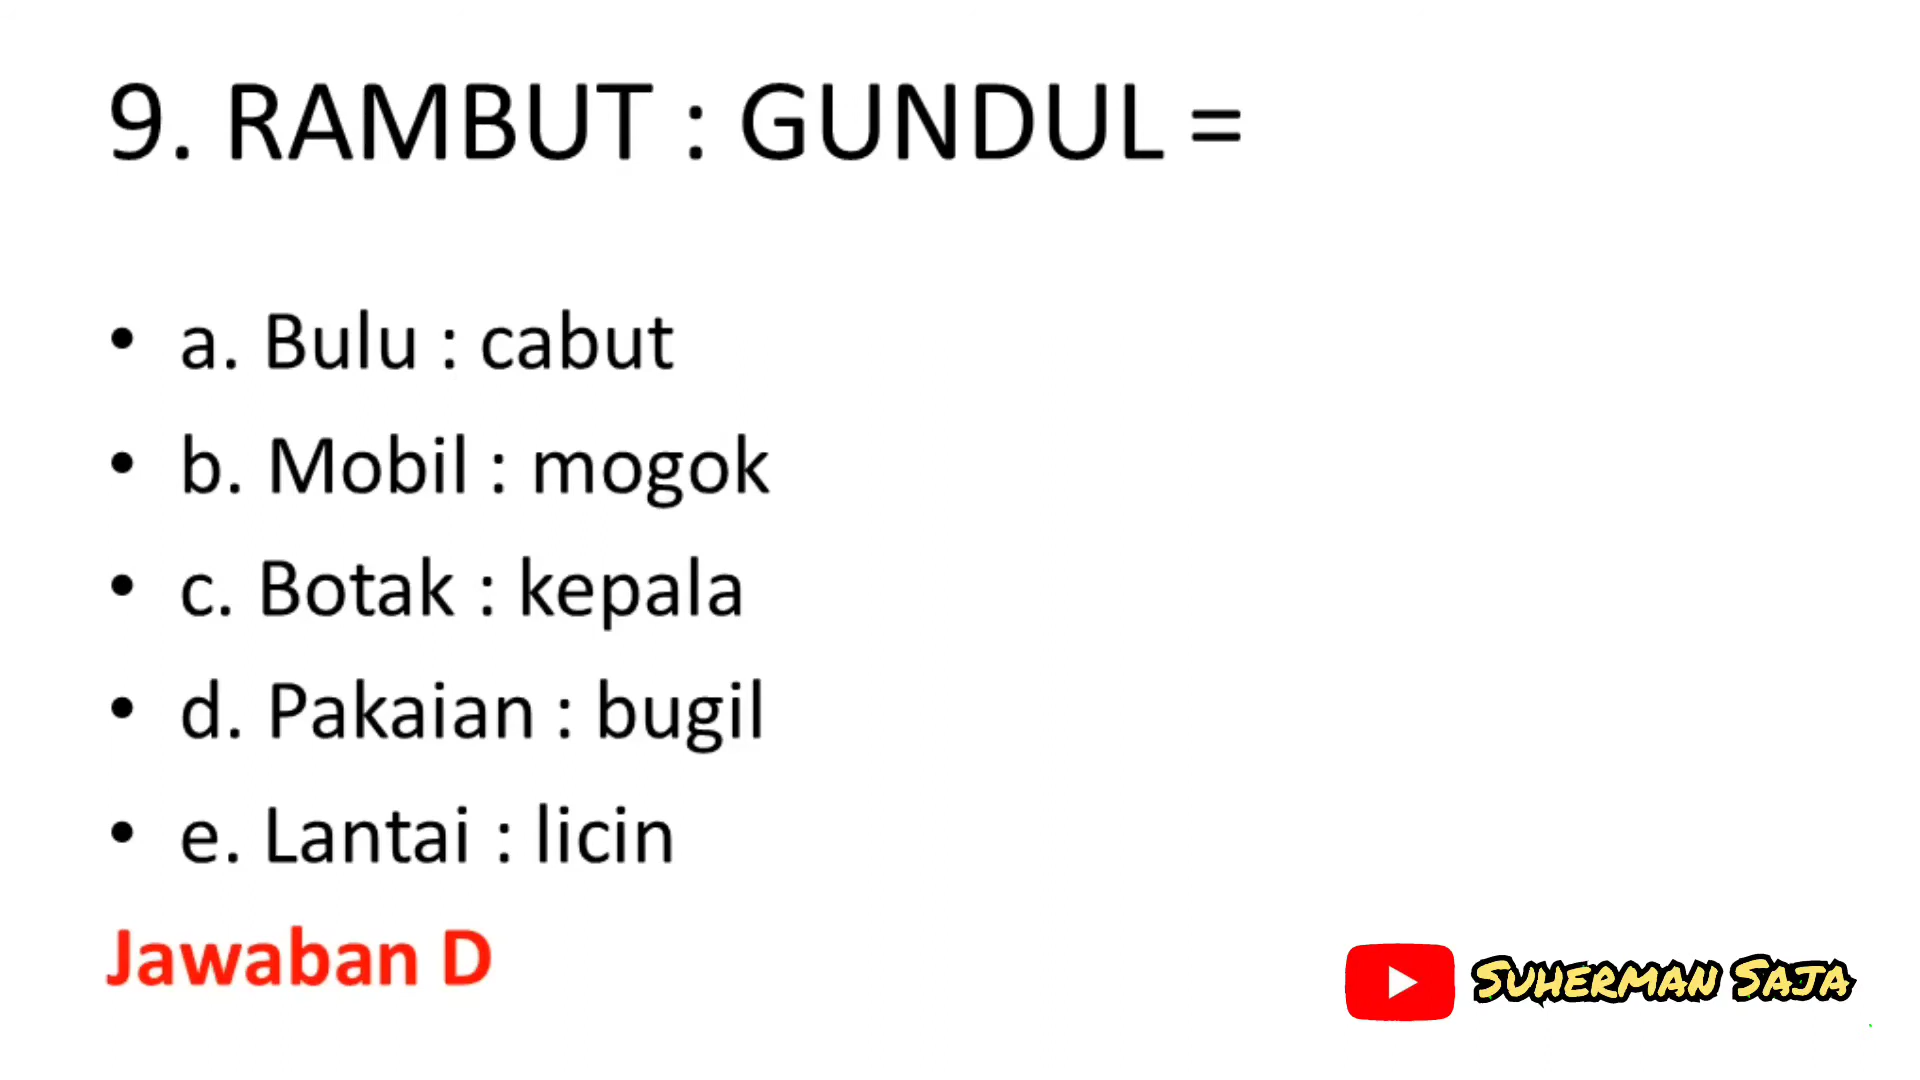 9. RAMBUT : GUNDUL =
• a. Bulu : cabut
• b. Mobil : mogok
• c. Botak : kepala
• d. Pakaian : bugil
• e. Lantai : licin
Jawaban D
SUHERMAN SAJA